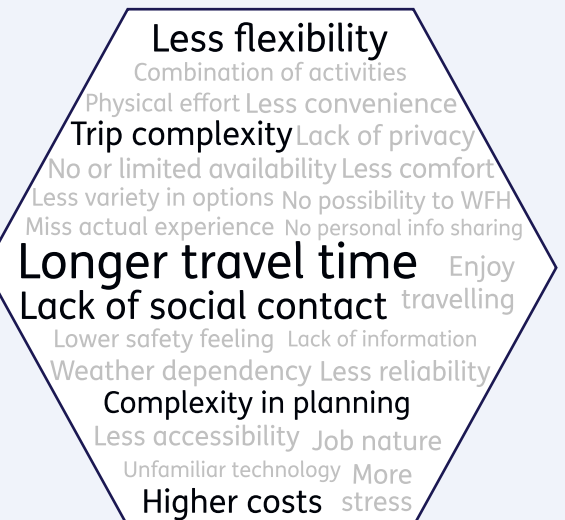 Less flexibility
Combination of activities
Physical effort Less convenience
Trip complexity Lack of privacy
No or limited availability Less comfort
Less variety in options No possibility to WFH
Miss actual experience No personal info sharing
Longer travel time Enjoy travelling
Lack of social contact
Lower safety feeling Lack of information
Weather dependency Less reliability
Complexity in planning
Less accessibility Job nature
Unfamiliar technology More stress
Higher costs